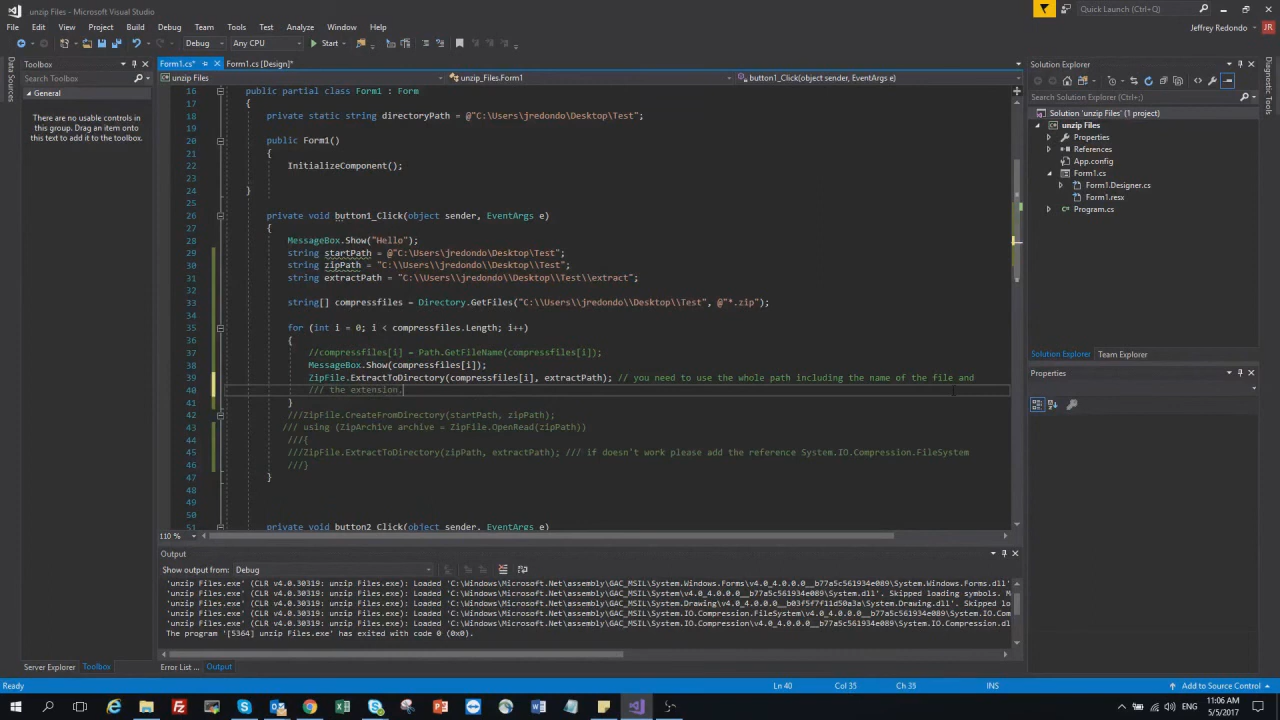 unzip Files - Microsoft Visual Studio
Quick Launch (Ctrl+Q)
File Edit View Project Build Debug Team Tools Analyze Window Help
Jeffrey Redondo JR
Debug Any CPU Start
Data Sources
Toolbox
Search Toolbox
General
There are no usable controls in
this group. Drag an item onto
this text to add it to the toolbox.
Form1.cs* Form1.cs [Design]*
unzip Files unzip_Files.Form1 button1_Click(object sender, EventArgs e)
16 public partial class Form1 : Form
17 {
18 private static string directoryPath = @"C:\Users\jredondo\Desktop\Test";
19
20 public Form1()
21 {
22 InitializeComponent();
23
24 }
25
26 private void button1_Click(object sender, EventArgs e)
27 {
28 MessageBox.Show("Hello");
29 string startPath = @"C:\Users\jredondo\Desktop\Test";
30 string zipPath = "C:\\Users\\jredondo\\Desktop\\Test";
31 string extractPath = "C:\\Users\\jredondo\\Desktop\\Test\\extract";
32
33 string[] compressfiles = Directory.GetFiles("C:\\Users\\jredondo\\Desktop\\Test", @"*.zip");
34
35 for (int i = 0; i < compressfiles.Length; i++)
36 {
37 //compressfiles[i] = Path.GetFileName(compressfiles[i]);
38 MessageBox.Show(compressfiles[i]);
39 ZipFile.ExtractToDirectory(compressfiles[i], extractPath); // you need to use the whole path including the name of the file and
40 /// the extension.
41 }
42 ///ZipFile.CreateFromDirectory(startPath, zipPath);
43 /// using (ZipArchive archive = ZipFile.OpenRead(zipPath))
44 ///{
45 ///ZipFile.ExtractToDirectory(zipPath, extractPath); /// if doesn't work please add the reference System.IO.Compression.FileSystem
46 ///}
47 }
48
49
50
51 private void button2_Click(object sender, EventArgs e)
110 %
Output
Show output from: Debug
'unzip Files.exe' (CLR v4.0.30319: unzip Files.exe): Loaded 'C:\Windows\Microsoft.Net\assembly\GAC_MSIL\System.Windows.Forms\v4.0_4.0.0.0__b77a5c561934e089\System.Windows.Forms.dll'
'unzip Files.exe' (CLR v4.0.30319: unzip Files.exe): Loaded 'C:\Windows\Microsoft.Net\assembly\GAC_MSIL\System\v4.0_4.0.0.0__b77a5c561934e089\System.dll'. Skipped loading symbols. M
'unzip Files.exe' (CLR v4.0.30319: unzip Files.exe): Loaded 'C:\Windows\Microsoft.Net\assembly\GAC_MSIL\System.Drawing\v4.0_4.0.0.0__b03f5f7f11d50a3a\System.Drawing.dll'. Skipped lo
'unzip Files.exe' (CLR v4.0.30319: unzip Files.exe): Loaded 'C:\Windows\Microsoft.Net\assembly\GAC_MSIL\System.IO.Compression.FileSystem\v4.0_4.0.0.0__b77a5c561934e089\System.IO.Co
'unzip Files.exe' (CLR v4.0.30319: unzip Files.exe): Loaded 'C:\Windows\Microsoft.Net\assembly\GAC_MSIL\System.IO.Compression\v4.0_4.0.0.0__b77a5c561934e089\System.IO.Compression.dl
The program '[5364] unzip Files.exe' has exited with code 0 (0x0).
Server Explorer Toolbox Error List ... Output
Solution Explorer
Search Solution Explorer (Ctrl+;)
Solution 'unzip Files' (1 project)
unzip Files
Properties
References
App.config
Form1.cs
Form1.Designer.cs
Form1.resx
Program.cs
Solution Explorer Team Explorer
Properties
Diagnostic Tools
Ready Ln 40 Col 35 Ch 35 INS Add to Source Control
ENG
11:06 AM
5/5/2017